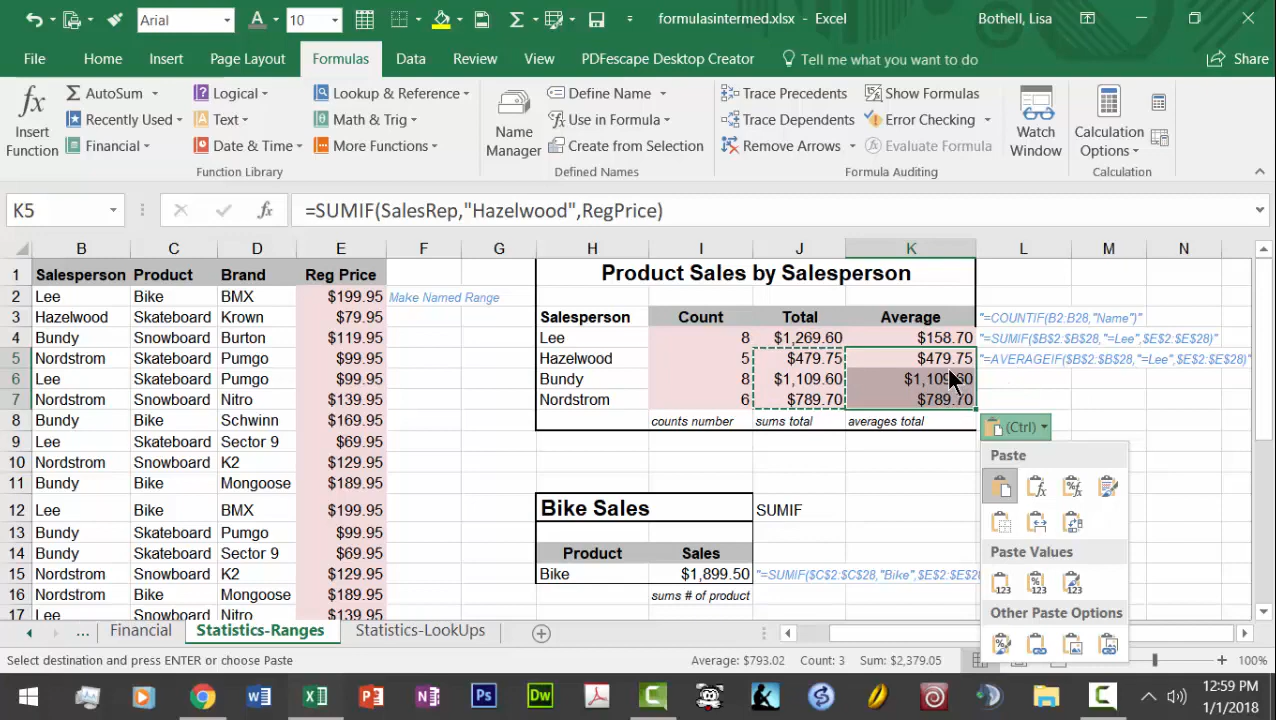 Arial 10 formulasintermed.xlsx - Excel Bothell, Lisa
File Home Insert Page Layout Formulas Data Review View PDFescape Desktop Creator Tell me what you want to do Share
fx Insert Function
Σ AutoSum
Recently Used
Financial
Logical
Text
Date & Time
Lookup & Reference
Math & Trig
More Functions
Function Library
Name Manager
Define Name
Use in Formula
Create from Selection
Defined Names
Trace Precedents
Trace Dependents
Remove Arrows
Show Formulas
Error Checking
Evaluate Formula
Formula Auditing
Watch Window
Calculation Options
Calculation
K5 fx =SUMIF(SalesRep,"Hazelwood",RegPrice)
B C D E F G H I J K L M N
1 Salesperson Product Brand Reg Price Product Sales by Salesperson
2 Lee Bike BMX $199.95 Make Named Range
3 Hazelwood Skateboard Krown $79.95 Salesperson Count Total Average "=COUNTIF(B2:B28,"Name")"
4 Bundy Snowboard Burton $119.95 Lee 8 $1,269.60 $158.70 "=SUMIF($B$2:$B$28,"=Lee",$E$2:$E$28)"
5 Nordstrom Skateboard Pumgo $99.95 Hazelwood 5 $479.75 $479.75 "=AVERAGEIF($B$2:$B$28,"=Lee",$E$2:$E$28)"
6 Lee Skateboard Pumgo $99.95 Bundy 8 $1,109.60
7 Nordstrom Snowboard Nitro $139.95 Nordstrom 6 $789.70 $789.70
8 Bundy Bike Schwinn $169.95 counts number sums total averages total (Ctrl)
9 Lee Skateboard Sector 9 $69.95 Paste
10 Nordstrom Snowboard K2 $129.95
11 Bundy Bike Mongoose $189.95
12 Lee Bike BMX $199.95 Bike Sales SUMIF
13 Bundy Skateboard Pumgo $99.95 Paste Values
14 Bundy Skateboard Sector 9 $69.95 Product Sales
15 Nordstrom Snowboard K2 $129.95 Bike $1,899.50 "=SUMIF($C$2:$C$28,"Bike",$E$2:$E$28
16 Nordstrom Bike Mongoose $189.95 sums # of product Other Paste Options
17 Lee Snowboard Nitro $139.95
... Financial Statistics-Ranges Statistics-LookUps
Select destination and press ENTER or choose Paste Average: $793.02 Count: 3 Sum: $2,379.05 100%
12:59 PM
1/1/2018